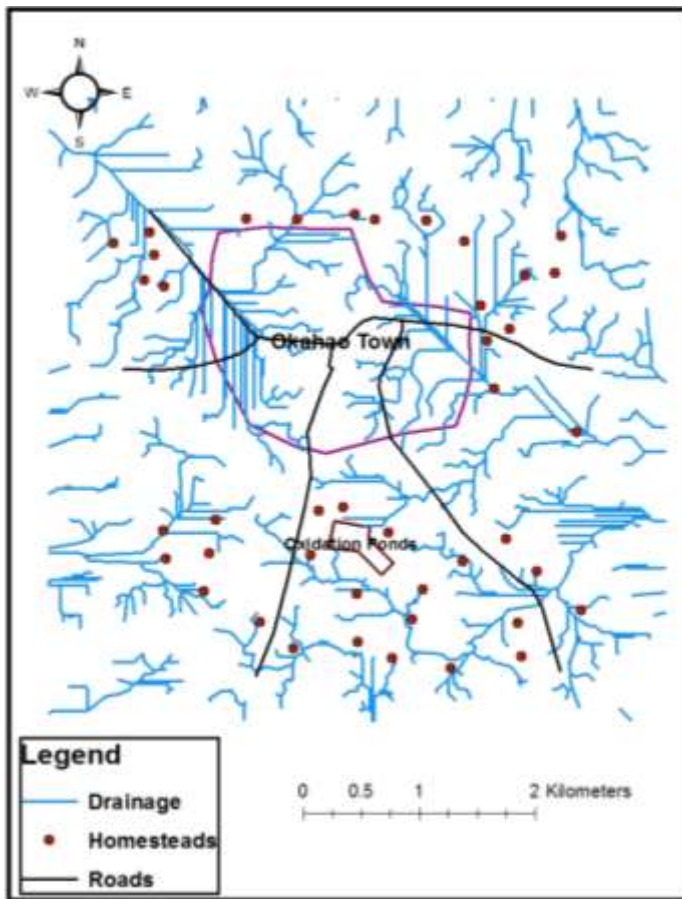 N
W E
S
Okahao Town
Oxidation Ponds
Legend
Drainage
Homesteads
Roads
0 0.5 1 2 Kilometers